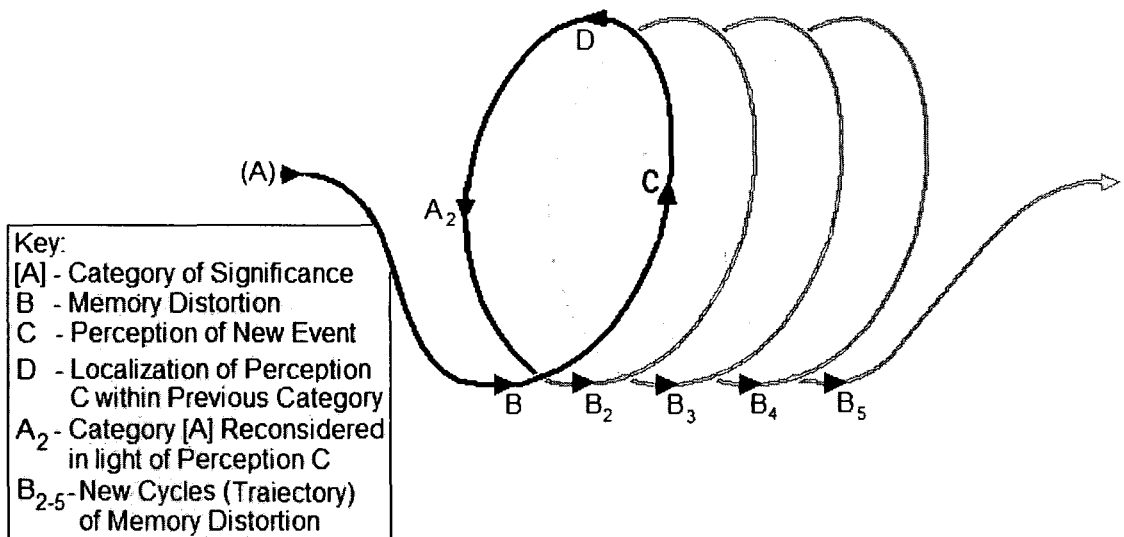 D
(A)
C
A2
B
B2
B3
B4
B5
Key:
[A] - Category of Significance
B - Memory Distortion
C - Perception of New Event
D - Localization of Perception
C within Previous Category
A2 - Category [A] Reconsidered
in light of Perception C
B2-5 - New Cycles (Traiectory)
of Memory Distortion